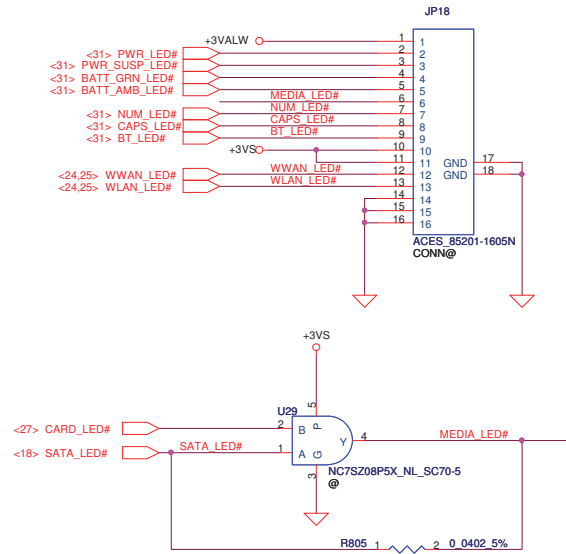 JP18
+3VALW
1 1
<31> PWR_LED# 2 2
<31> PWR_SUSP_LED# 3 3
<31> BATT_GRN_LED# 4 4
<31> BATT_AMB_LED# 5 5
MEDIA_LED# 6 6
<31> NUM_LED# NUM_LED# 7 7
<31> CAPS_LED# CAPS_LED# 8 8
<31> BT_LED# BT_LED# 9 9
+3VS 10 10
11 11 GND 17
<24,25> WWAN_LED# WWAN_LED# 12 12 GND 18
<24,25> WLAN_LED# WLAN_LED# 13 13
14 14
15 15
16 16
ACES_85201-1605N
CONN@
+3VS
U29
5
<27> CARD_LED# 2 B P
Y 4 MEDIA_LED#
<18> SATA_LED# SATA_LED# 1 A G
3
NC7SZ08P5X_NL_SC70-5
@
R805 1 2 0_0402_5%